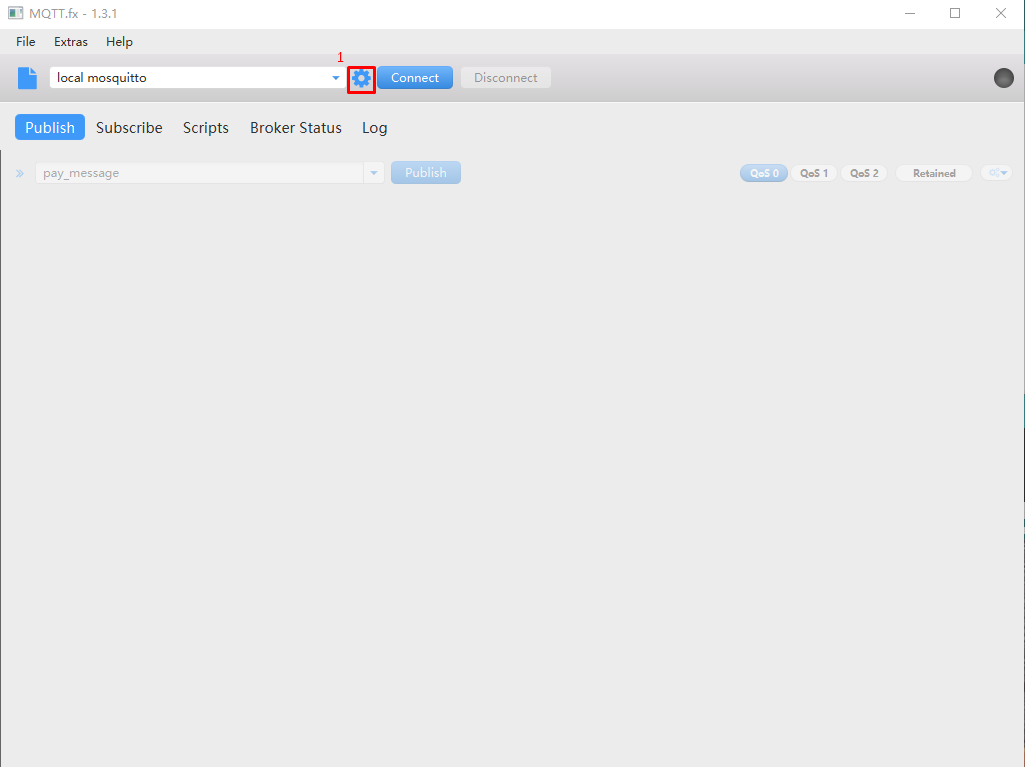 MQTT.fx - 1.3.1
File Extras Help
1
local mosquitto Connect Disconnect
Publish Subscribe Scripts Broker Status Log
pay_message Publish QoS 0 QoS 1 QoS 2 Retained